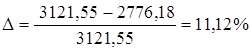 Δ = (3121,55 − 2776,18) / 3121,55 = 11,12%